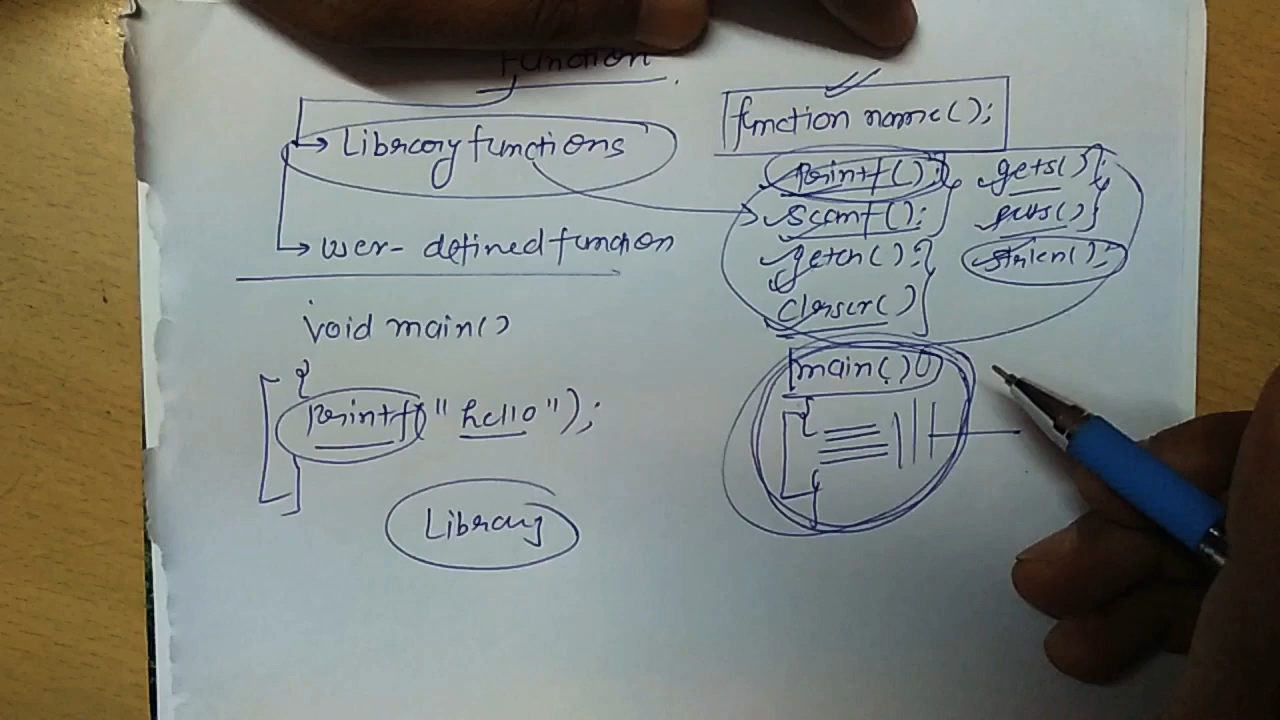 Function
Library functions
user-defined function
function name();
printf();
scanf();
getch();
clrscr()
gets();
puts()
strlen();
void main()
{
printf("hello");
}
Library
main()
{
}